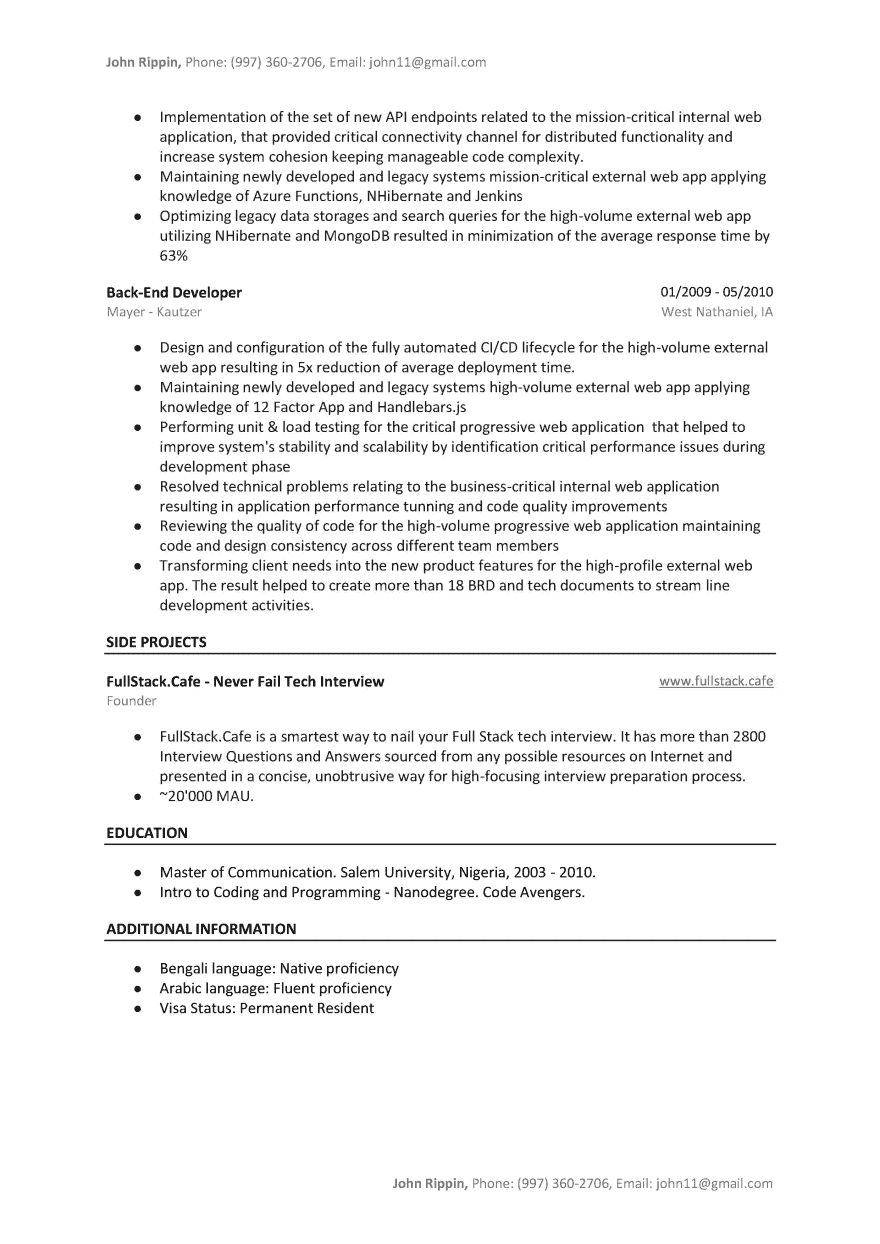 John Rippin, Phone: (997) 360-2706, Email: john11@gmail.com
● Implementation of the set of new API endpoints related to the mission-critical internal web
application, that provided critical connectivity channel for distributed functionality and
increase system cohesion keeping manageable code complexity.
● Maintaining newly developed and legacy systems mission-critical external web app applying
knowledge of Azure Functions, NHibernate and Jenkins
● Optimizing legacy data storages and search queries for the high-volume external web app
utilizing NHibernate and MongoDB resulted in minimization of the average response time by
63%
Back-End Developer 01/2009 - 05/2010
Mayer - Kautzer West Nathaniel, IA
● Design and configuration of the fully automated CI/CD lifecycle for the high-volume external
web app resulting in 5x reduction of average deployment time.
● Maintaining newly developed and legacy systems high-volume external web app applying
knowledge of 12 Factor App and Handlebars.js
● Performing unit & load testing for the critical progressive web application  that helped to
improve system's stability and scalability by identification critical performance issues during
development phase
● Resolved technical problems relating to the business-critical internal web application
resulting in application performance tunning and code quality improvements
● Reviewing the quality of code for the high-volume progressive web application maintaining
code and design consistency across different team members
● Transforming client needs into the new product features for the high-profile external web
app. The result helped to create more than 18 BRD and tech documents to stream line
development activities.
SIDE PROJECTS
FullStack.Cafe - Never Fail Tech Interview www.fullstack.cafe
Founder
● FullStack.Cafe is a smartest way to nail your Full Stack tech interview. It has more than 2800
Interview Questions and Answers sourced from any possible resources on Internet and
presented in a concise, unobtrusive way for high-focusing interview preparation process.
● ~20'000 MAU.
EDUCATION
● Master of Communication. Salem University, Nigeria, 2003 - 2010.
● Intro to Coding and Programming - Nanodegree. Code Avengers.
ADDITIONAL INFORMATION
● Bengali language: Native proficiency
● Arabic language: Fluent proficiency
● Visa Status: Permanent Resident
John Rippin, Phone: (997) 360-2706, Email: john11@gmail.com